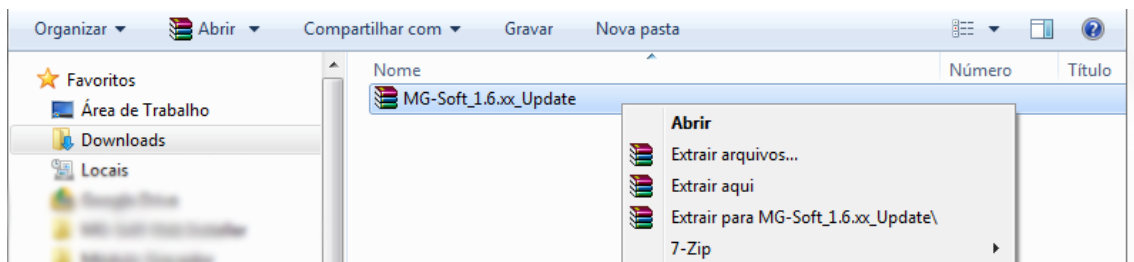 Organizar Abrir Compartilhar com Gravar Nova pasta
Favoritos
Área de Trabalho
Downloads
Locais
Nome Número Título
MG-Soft_1.6.xx_Update
Abrir
Extrair arquivos...
Extrair aqui
Extrair para MG-Soft_1.6.xx_Update\
7-Zip